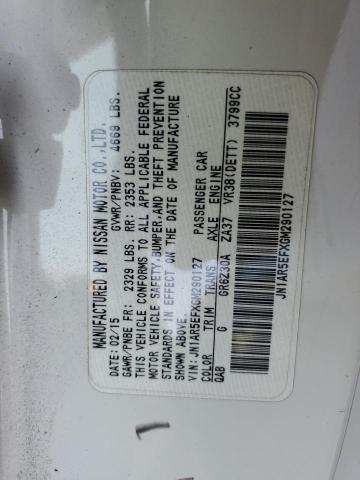 MANUFACTURED BY NISSAN MOTOR CO.,LTD.
DATE: 02/15 GVWR/PNBV: 4669 LBS.
GAWR/PNBE FR: 2329 LBS. RR: 2353 LBS.
THIS VEHICLE CONFORMS TO ALL APPLICABLE FEDERAL
MOTOR VEHICLE SAFETY,BUMPER,AND THEFT PREVENTION
STANDARDS IN EFFECT ON THE DATE OF MANUFACTURE
SHOWN ABOVE.
VIN: JN1AR5EFXGM290127 PASSENGER CAR
COLOR TRIM TRANS AXLE ENGINE
QAB G GR6Z30A ZA37 VR38(DETT) 3799CC
JN1AR5EFXGM290127